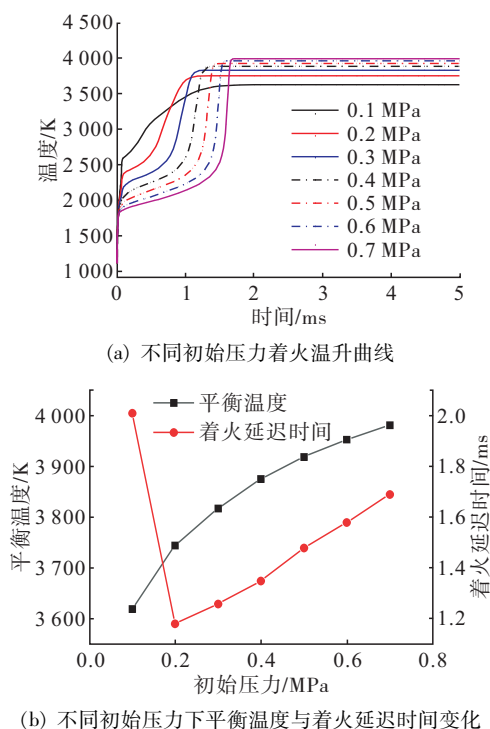 4 000
4 500
3 500
3 000
2 500
2 000
1 500
1 000
温度/K
0.1 MPa
0.2 MPa
0.3 MPa
0.4 MPa
0.5 MPa
0.6 MPa
0.7 MPa
0 1 2 3 4 5
时间/ms
(a) 不同初始压力着火温升曲线
平衡温度
着火延迟时间
4 000
3 900
3 800
3 700
3 600
平衡温度/K
2.0
1.8
1.6
1.4
1.2
着火延迟时间/ms
0.0 0.2 0.4 0.6 0.8
初始压力/MPa
(b) 不同初始压力下平衡温度与着火延迟时间变化